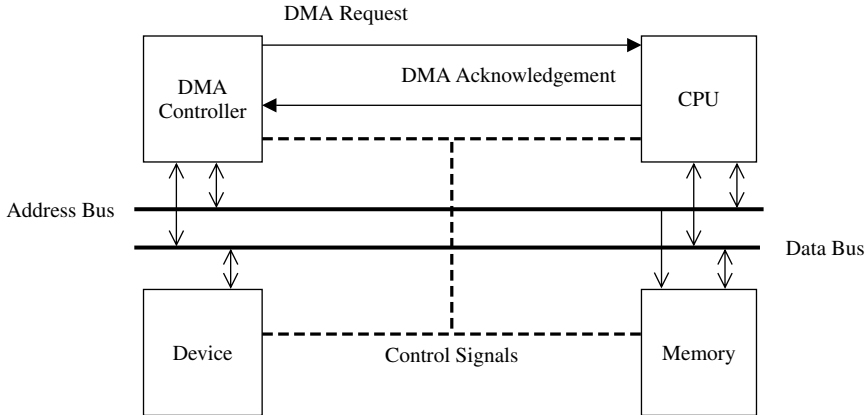 DMA Request
DMA Acknowledgement
DMA
Controller
CPU
Address Bus
Data Bus
Device
Control Signals
Memory